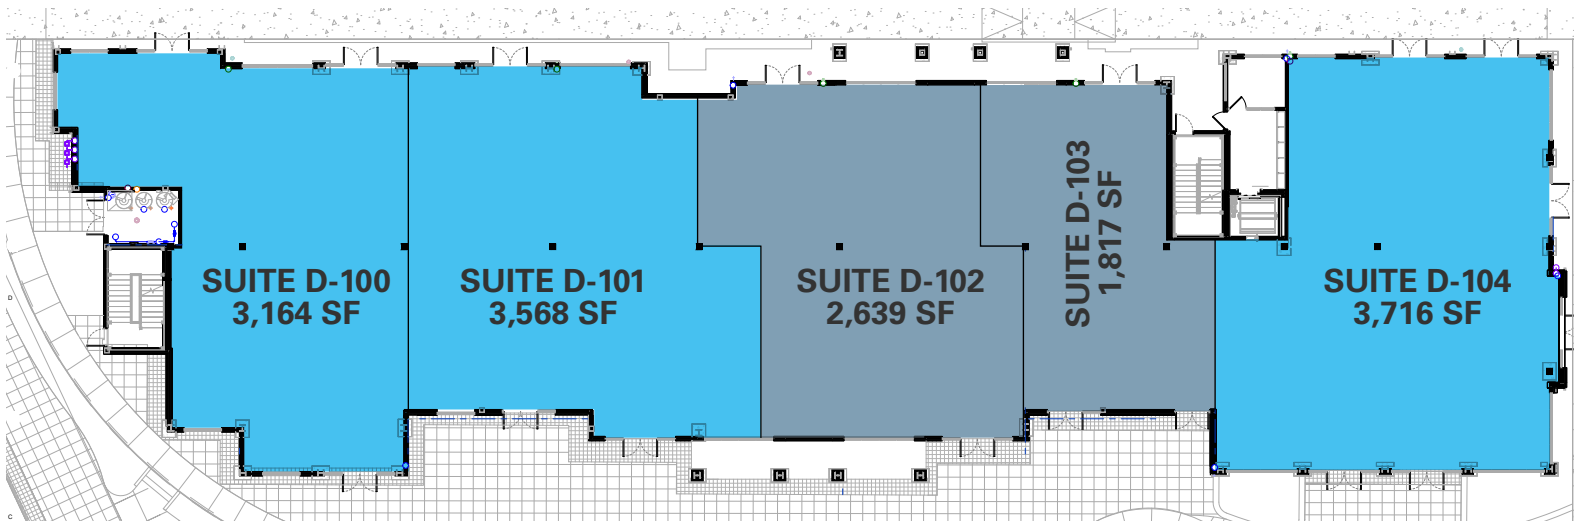 SUITE D-100
3,164 SF
SUITE D-101
3,568 SF
SUITE D-102
2,639 SF
SUITE D-103
1,817 SF
SUITE D-104
3,716 SF
D
C